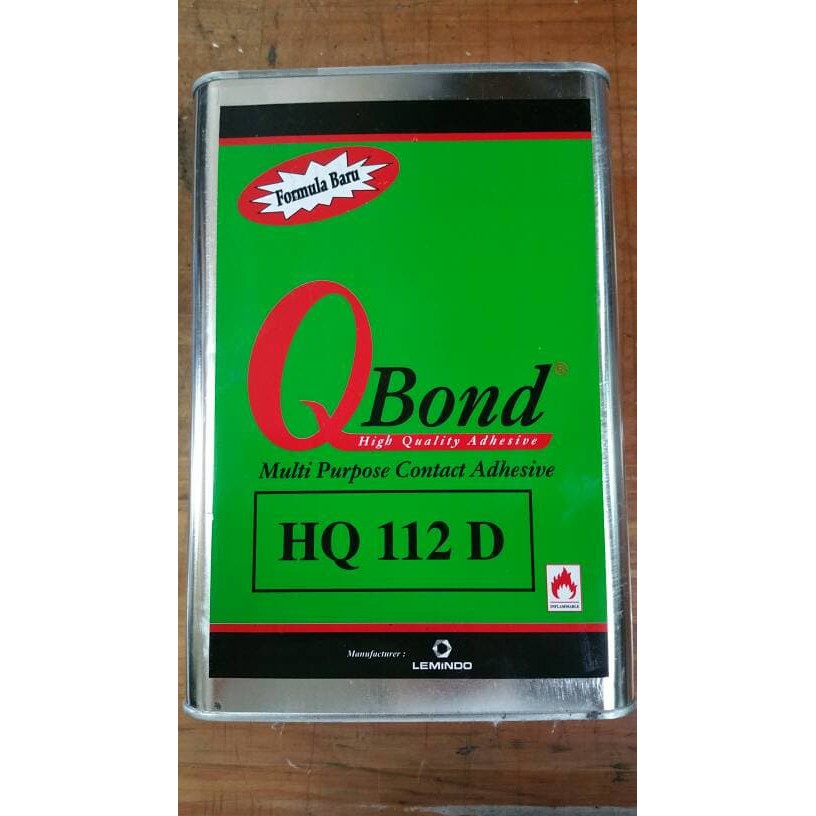 Formula Baru
QBond®
High Quality Adhesive
Multi Purpose Contact Adhesive
HQ 112 D
INFLAMMABLE
Manufacturer :
LEMINDO